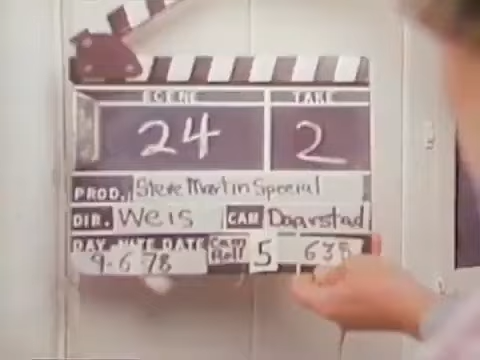 SCENE TAKE
24 2
PROD. Steve Martin Special
DIR. Weis CAM Daarstad
DAY NITE DATE Cam Roll 5 635
9-6-78